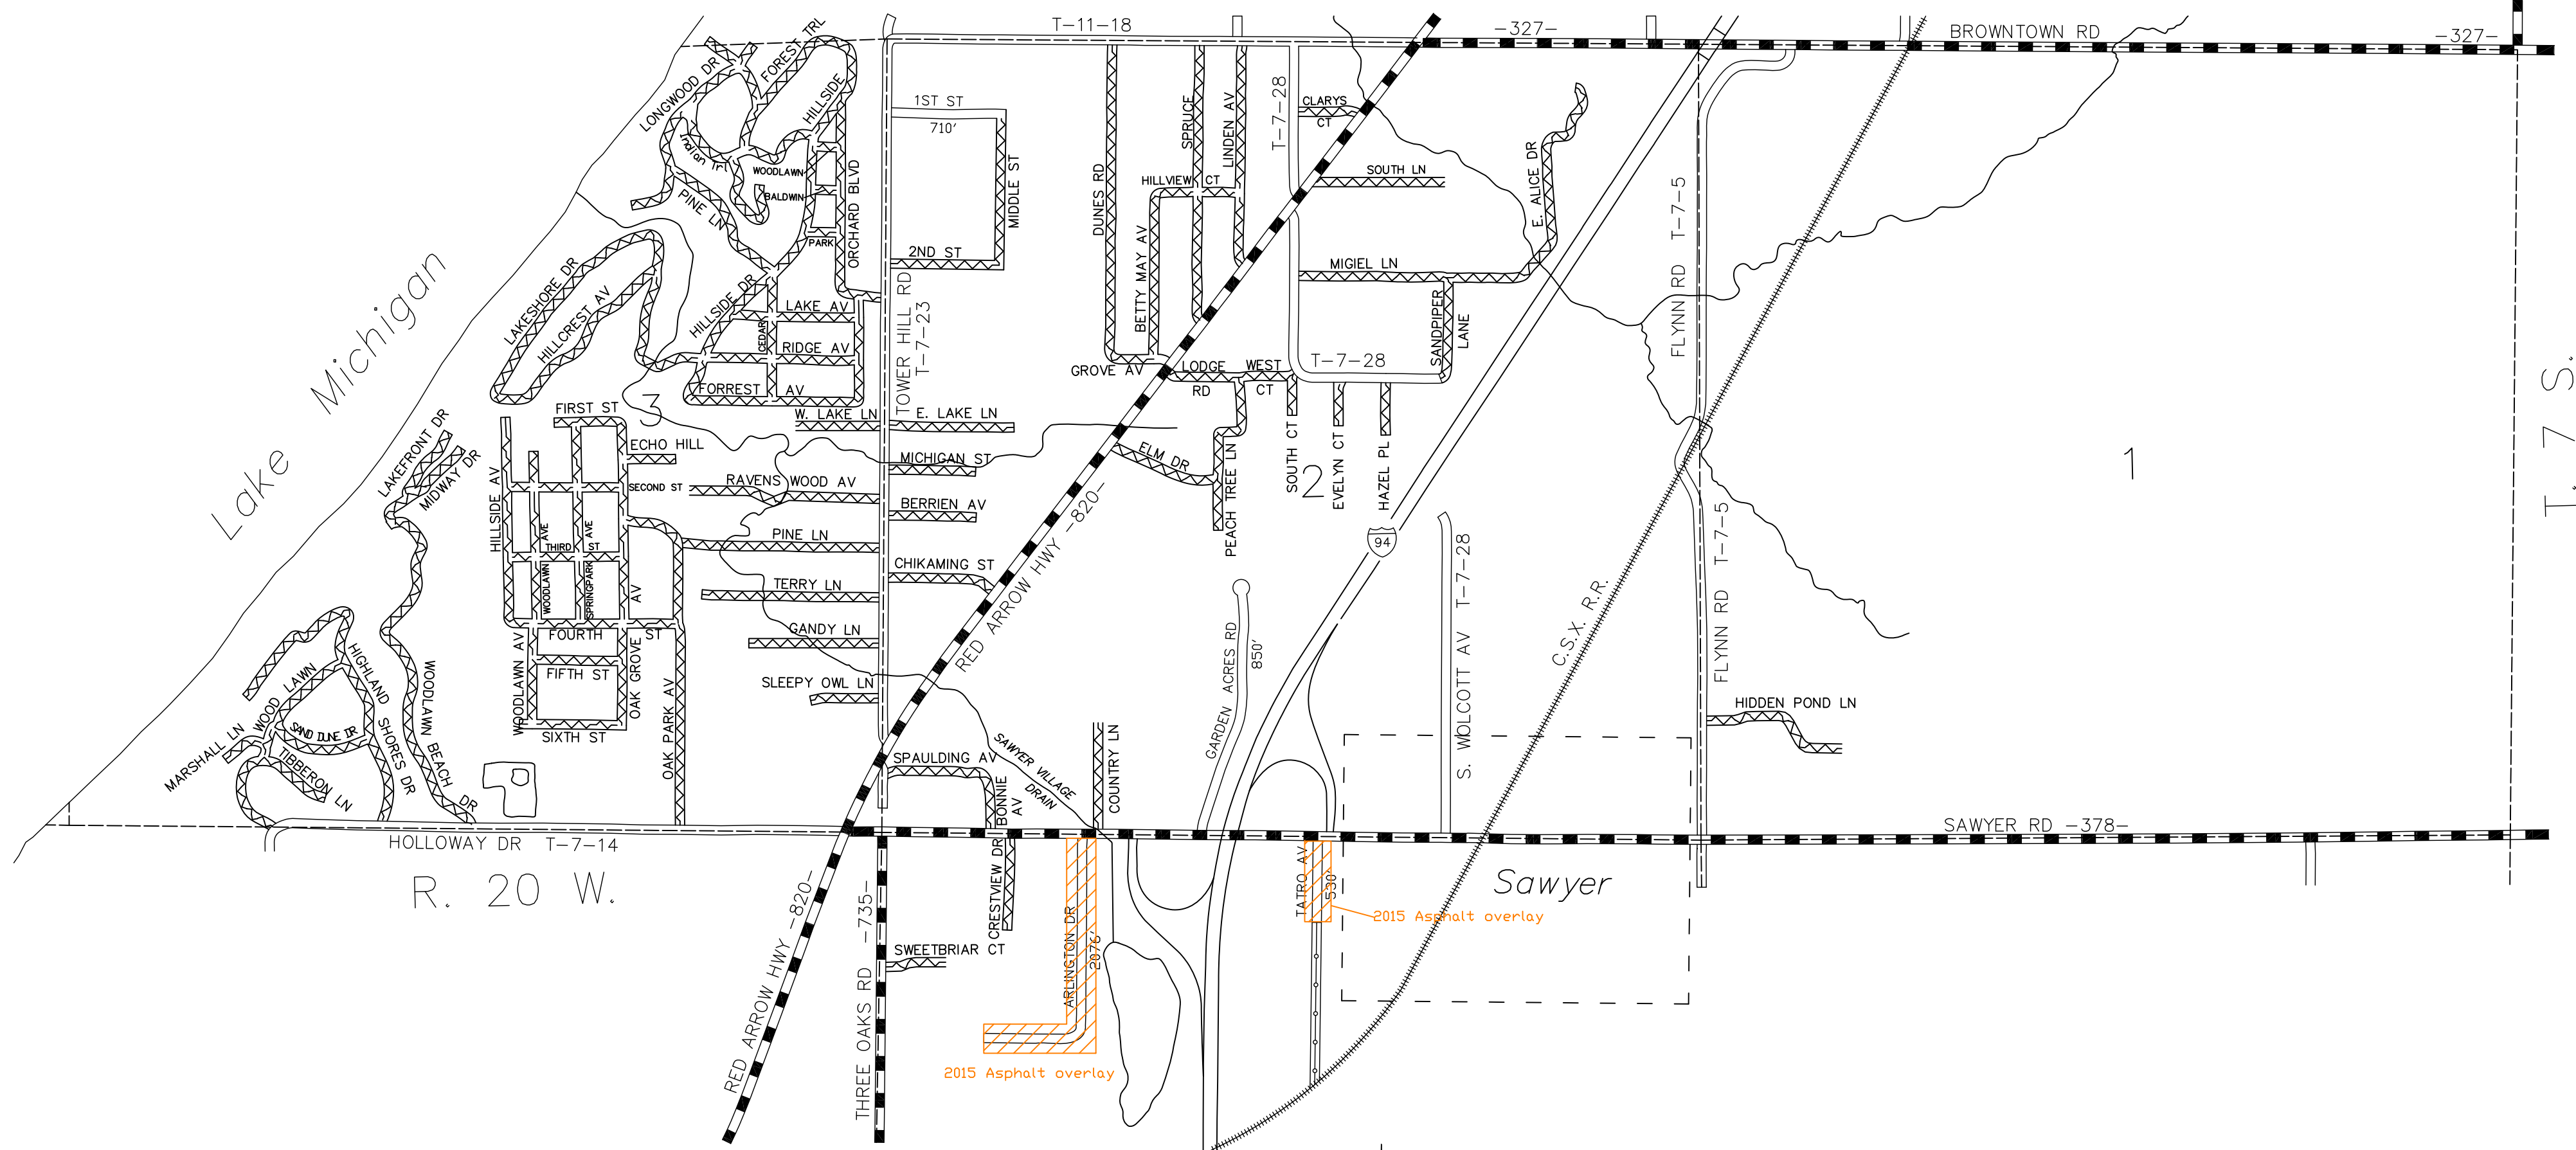 T-11-18
-327-
BROWNTOWN RD
-327-
LONGWOOD DR
FOREST TRL
HILLSIDE
Indian Tr
WOODLAWN
BALDWIN
PARK
PINE LN
ORCHARD BLVD
1ST ST
710'
MIDDLE ST
2ND ST
DUNES RD
SPRUCE
LINDEN AV
HILLVIEW CT
BETTY MAY AV
T-7-28
CLARYS
CT
SOUTH LN
E. ALICE DR
MIGIEL LN
SANDPIPER
LANE
T-7-28
FLYNN RD T-7-5
Lake Michigan
LAKESHORE DR
HILLCREST AV
HILLSIDE DR
LAKE AV
CEDAR
RIDGE AV
FORREST AV
TOWER HILL RD
T-7-23
GROVE AV
LODGE
RD
WEST
CT
T. 7 S.
3
2
1
FIRST ST
ECHO HILL
W. LAKE LN
E. LAKE LN
MICHIGAN ST
ELM DR
PEACH TREE LN
SOUTH CT
EVELYN CT
HAZEL PL
LAKEFRONT DR
MIDWAY DR
HILLSIDE AV
SECOND ST
RAVENS WOOD AV
BERRIEN AV
WOODLAWN AVE
THIRD ST
SPRINGPARK AVE
AV
PINE LN
CHIKAMING ST
TERRY LN
GANDY LN
SLEEPY OWL LN
RED ARROW HWY -820-
94
S. WOLCOTT AV T-7-28
C.S.X. R.R.
FLYNN RD T-7-5
FOURTH ST
FIFTH ST
SIXTH ST
WOODLAWN AV
OAK GROVE
OAK PARK AV
HIGHLAND SHORES DR
WOODLAWN BEACH DR
WOOD LAWN
SAND DUNE DR
MARSHALL LN
TIBBERON LN
GARDEN ACRES RD
850'
HIDDEN POND LN
SPAULDING AV
BONNIE
AV
SAWYER VILLAGE
DRAIN
COUNTRY LN
HOLLOWAY DR T-7-14
SAWYER RD -378-
R. 20 W.
Sawyer
RED ARROW HWY -820-
THREE OAKS RD -735-
CRESTVIEW DR
SWEETBRIAR CT
ARLINGTON DR
2076'
TATRO AV
530'
2015 Asphalt overlay
2015 Asphalt overlay